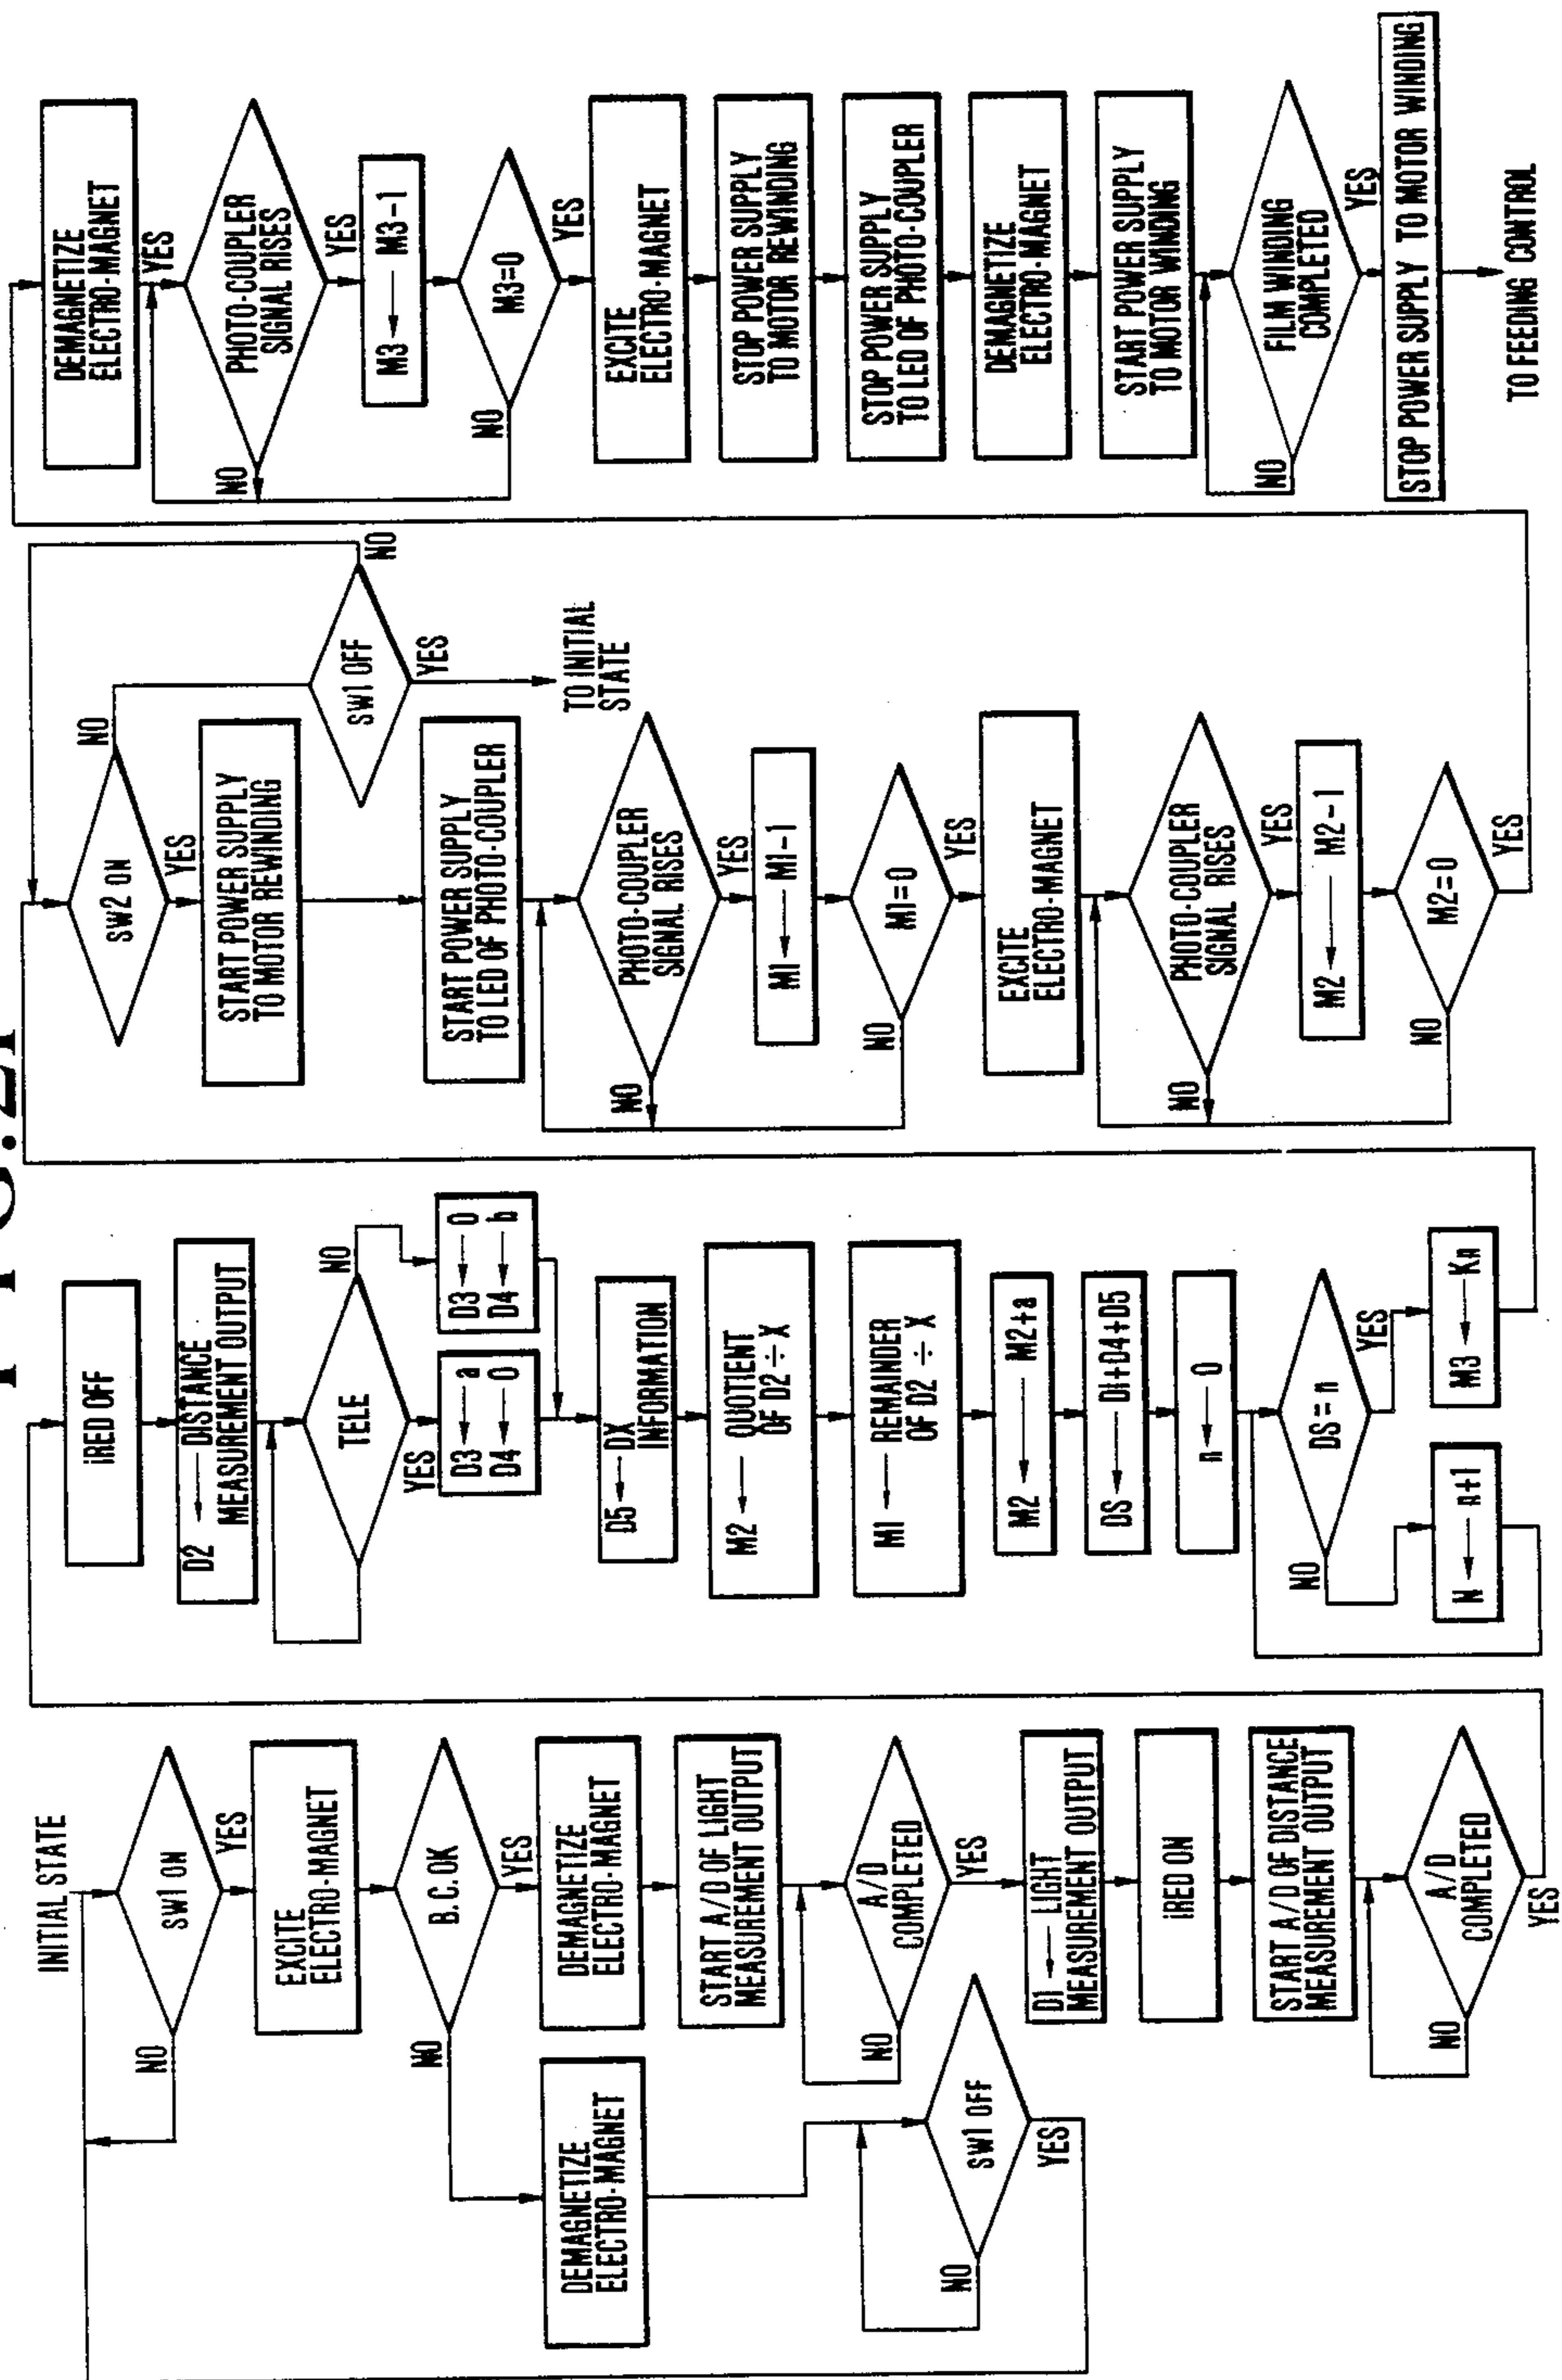 FIG.21
INITIAL STATE
SW1 ON
NO
YES
EXCITE
ELECTRO-MAGNET
B.C. OK
NO
YES
DEMAGNETIZE
ELECTRO-MAGNET
DEMAGNETIZE
ELECTRO-MAGNET
START A/D OF LIGHT
MEASUREMENT OUTPUT
A/D
COMPLETED
NO
YES
SW1 OFF
NO
YES
D1 ← LIGHT
MEASUREMENT OUTPUT
iRED ON
START A/D OF DISTANCE
MEASUREMENT OUTPUT
A/D
COMPLETED
NO
YES
iRED OFF
D2 ← DISTANCE
MEASUREMENT OUTPUT
TELE
NO
YES
D3 ← a
D4 ← 0
D3 ← 0
D4 ← b
D5 ← DX
INFORMATION
M2 ← QUOTIENT
OF D2 ÷ X
M1 ← REMAINDER
OF D2 ÷ X
M2 ← M2+a
DS ← D1+D4+D5
n ← 0
DS=n
NO
YES
N ← n+1
M3 ← Kn
SW2 ON
NO
YES
SW1 OFF
NO
YES
TO INITIAL
STATE
START POWER SUPPLY
TO MOTOR REWINDING
START POWER SUPPLY
TO LED OF PHOTO-COUPLER
PHOTO-COUPLER
SIGNAL RISES
NO
YES
M1 ← M1-1
M1=0
NO
YES
EXCITE
ELECTRO-MAGNET
PHOTO-COUPLER
SIGNAL RISES
NO
YES
M2 ← M2-1
M2=0
NO
YES
DEMAGNETIZE
ELECTRO-MAGNET
YES
PHOTO-COUPLER
SIGNAL RISES
NO
YES
M3 ← M3-1
M3=0
NO
YES
EXCITE
ELECTRO-MAGNET
STOP POWER SUPPLY
TO MOTOR REWINDING
STOP POWER SUPPLY
TO LED OF PHOTO-COUPLER
DEMAGNETIZE
ELECTRO-MAGNET
START POWER SUPPLY
TO MOTOR WINDING
FILM WINDING
COMPLETED
NO
YES
STOP POWER SUPPLY TO MOTOR WINDING
TO FEEDING CONTROL